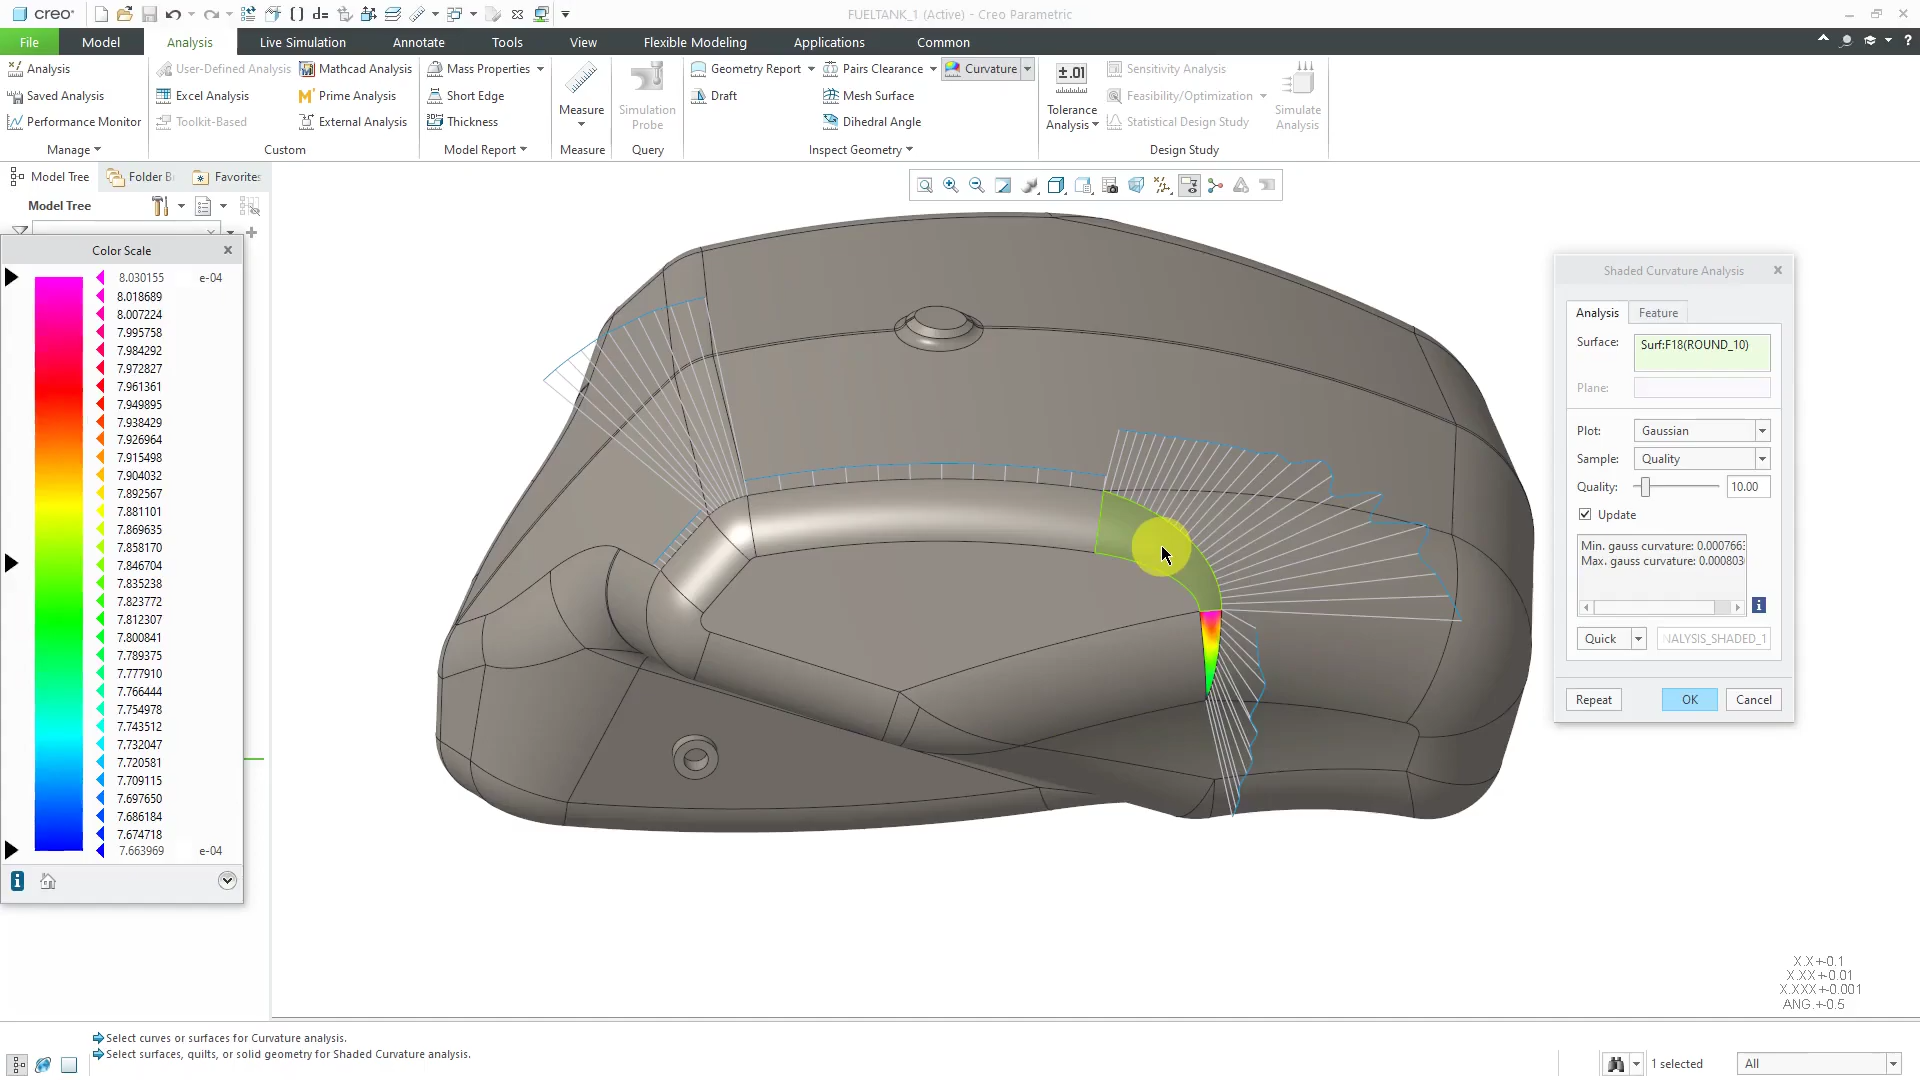 creo
FUELTANK_1 (Active) - Creo Parametric
File
Model
Analysis
Live Simulation
Annotate
Tools
View
Flexible Modeling
Applications
Common
Analysis
Saved Analysis
Performance Monitor
Manage
User-Defined Analysis
Excel Analysis
Toolkit-Based
Mathcad Analysis
Prime Analysis
External Analysis
Custom
Mass Properties
Short Edge
Thickness
Model Report
Measure
Measure
Simulation
Probe
Query
Geometry Report
Draft
Pairs Clearance
Mesh Surface
Dihedral Angle
Curvature
Inspect Geometry
±.01
Tolerance
Analysis
Sensitivity Analysis
Feasibility/Optimization
Statistical Design Study
Simulate
Analysis
Design Study
Model Tree
Folder B
Favorites
Model Tree
Color Scale
8.030155 e-04
8.018689
8.007224
7.995758
7.984292
7.972827
7.961361
7.949895
7.938429
7.926964
7.915498
7.904032
7.892567
7.881101
7.869635
7.858170
7.846704
7.835238
7.823772
7.812307
7.800841
7.789375
7.777910
7.766444
7.754978
7.743512
7.732047
7.720581
7.709115
7.697650
7.686184
7.674718
7.663969 e-04
Shaded Curvature Analysis
Analysis
Feature
Surface:
Surf:F18(ROUND_10)
Plane:
Plot:
Gaussian
Sample:
Quality
Quality:
10.00
Update
Min. gauss curvature: 0.000766
Max. gauss curvature: 0.000803
Quick
NALYSIS_SHADED_1
Repeat
OK
Cancel
X.X+-0.1
X.XX+-0.01
X.XXX+-0.001
ANG.+-0.5
Select curves or surfaces for Curvature analysis.
Select surfaces, quilts, or solid geometry for Shaded Curvature analysis.
1 selected
All